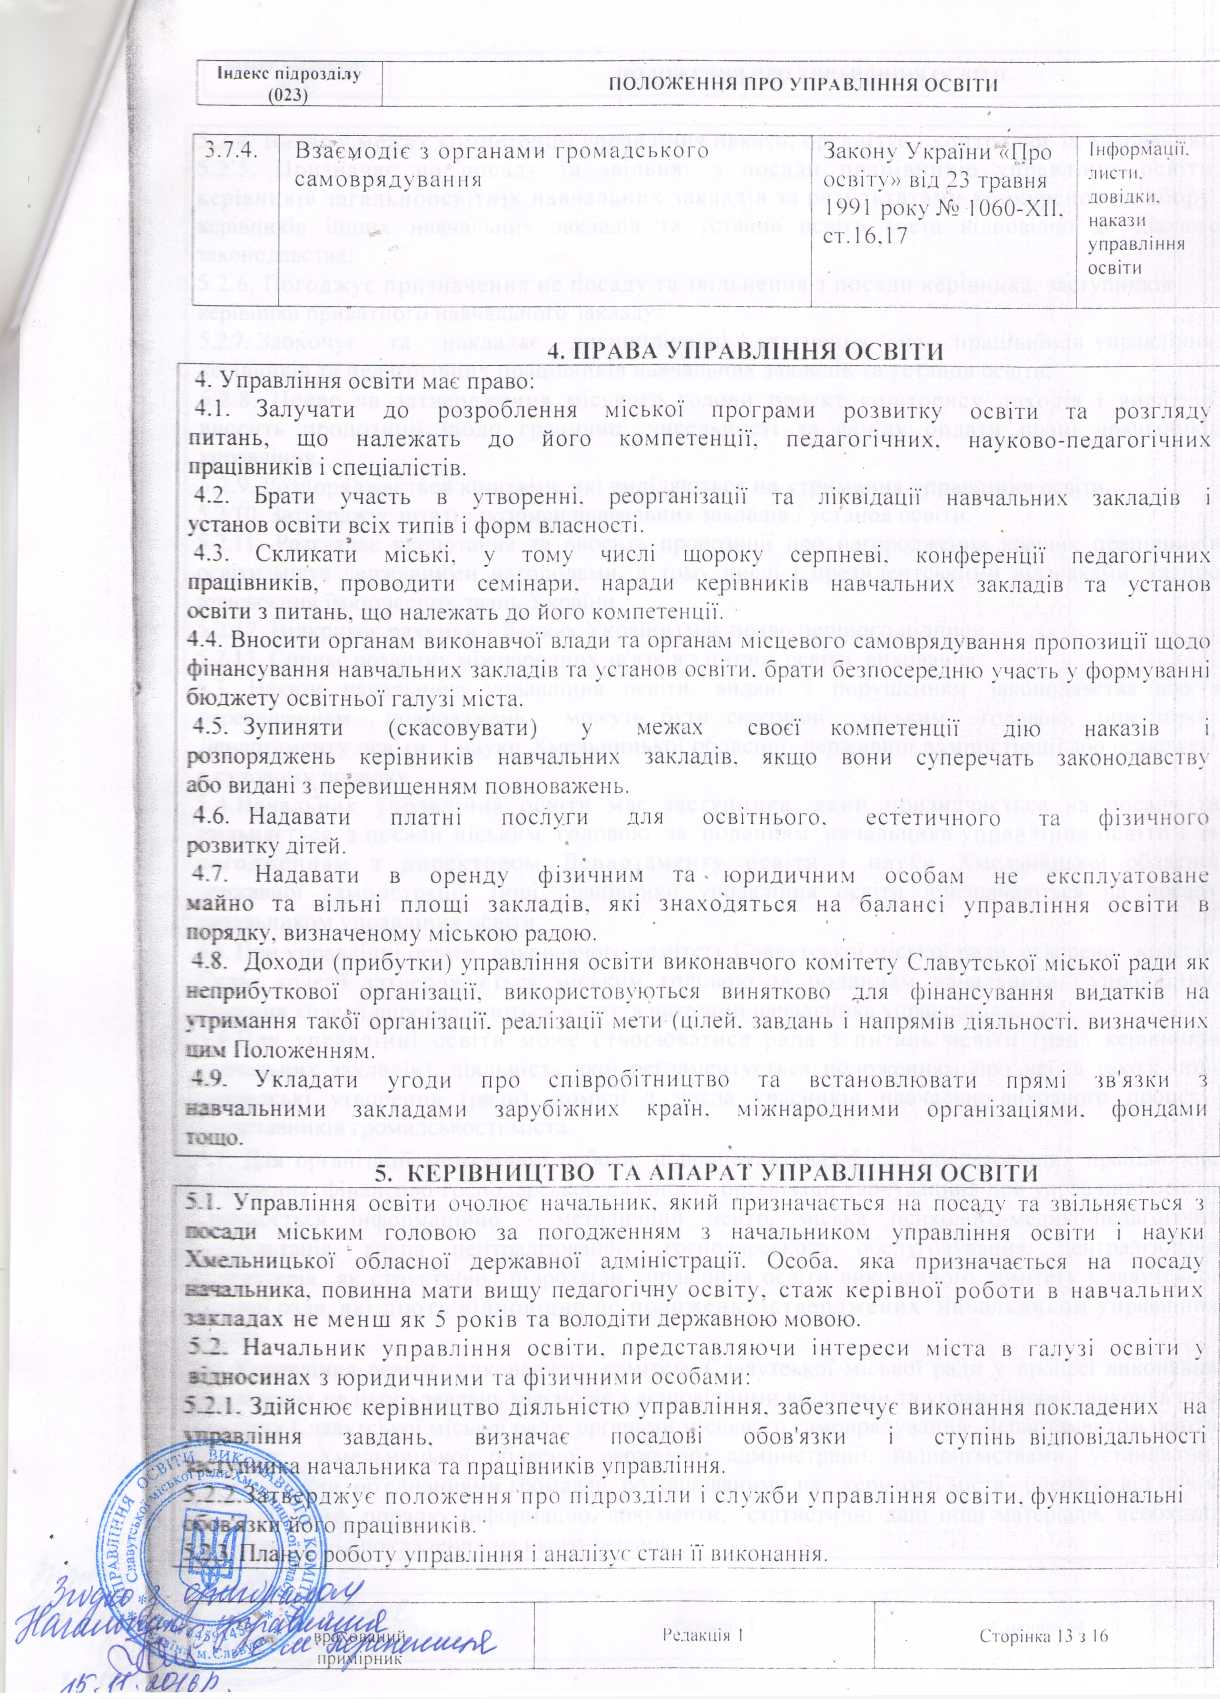 Індекс підрозділу
(023)
ПОЛОЖЕННЯ ПРО УПРАВЛІННЯ ОСВІТИ
3.7.4.
Взаємодіє з органами громадського
самоврядування
Закону України «Про
освіту» від 23 травня
1991 року № 1060-XII.
ст.16,17
Інформації,
листи,
довідки,
накази
управління
освіти
4. ПРАВА УПРАВЛІННЯ ОСВІТИ
4. Управління освіти має право:
4.1. Залучати до розроблення міської програми розвитку освіти та розгляду
питань, що належать до його компетенції, педагогічних, науково-педагогічних
працівників і спеціалістів.
4.2. Брати участь в утворенні, реорганізації та ліквідації навчальних закладів і
установ освіти всіх типів і форм власності.
4.3. Скликати міські у тому числі щороку серпневі, конференції педагогічних
працівників, проводити семінари, наради керівників навчальних закладів та установ
освіти з питань, що належать до його компетенції.
4.4. Вносити органам виконавчої влади та органам місцевого самоврядування пропозиції щодо
фінансування навчальних закладів та установ освіти, брати безпосередню участь у формуванні
бюджету освітньої галузі міста.
4.5. Зупиняти (скасовувати) у межах своєї компетенції дію наказів і
розпоряджень керівників навчальних закладів, якщо вони суперечать законодавству
або видані з перевищенням повноважень.
4.6. Надавати платні послуги для освітнього, естетичного та фізичного
розвитку дітей.
4.7. Надавати в оренду фізичним та юридичним особам не експлуатоване
майно та вільні площі закладів, які знаходяться на балансі управління освіти в
порядку, визначеному міською радою.
4.8. Доходи (прибутки) управління освіти виконавчого комітету Славутської міської ради як
неприбуткової організації, використовуються винятково для фінансування видатків на
утримання такої організації, реалізації мети (цілей, завдань і напрямів діяльності, визначених
цим Положенням.
4.9. Укладати угоди про співробітництво та встановлювати прямі зв'язки з
навчальними закладами зарубіжних країн, міжнародними організаціями, фондами
тощо.
5. КЕРІВНИЦТВО ТА АПАРАТ УПРАВЛІННЯ ОСВІТИ
5.1. Управління освіти очолює начальник, який призначається на посаду та звільняється з
посади міським головою за погодженням з начальником управління освіти і науки
Хмельницької обласної державної адміністрації. Особа, яка призначається на посаду
начальника, повинна мати вищу педагогічну освіту, стаж керівної роботи в навчальних
закладах не менш як 5 років та володіти державною мовою.
5.2. Начальник управління освіти, представляючи інтереси міста в галузі освіти у
відносинах з юридичними та фізичними особами:
5.2.1. Здійснює керівництво діяльністю управління, забезпечує виконання покладених на
управління завдань, визначає посадові обов'язки і ступінь відповідальності
заступника начальника та працівників управління.
5.2.2.Затверджує положення про підрозділи і служби управління освіти, функціональні
обов'язки його працівників.
5.2.3. Планує роботу управління і аналізує стан її виконання.
УПРАВЛІННЯ ОСВІТИ ВИКОНАВЧОГО КОМІТЕТУ
Славутської міської ради Хмельницької області
Україна м.Славута
Згідно з оригіналом
Начальник управління
15.11.2016р.
врахований
примірник
Редакція 1
Сторінка 13 з 16